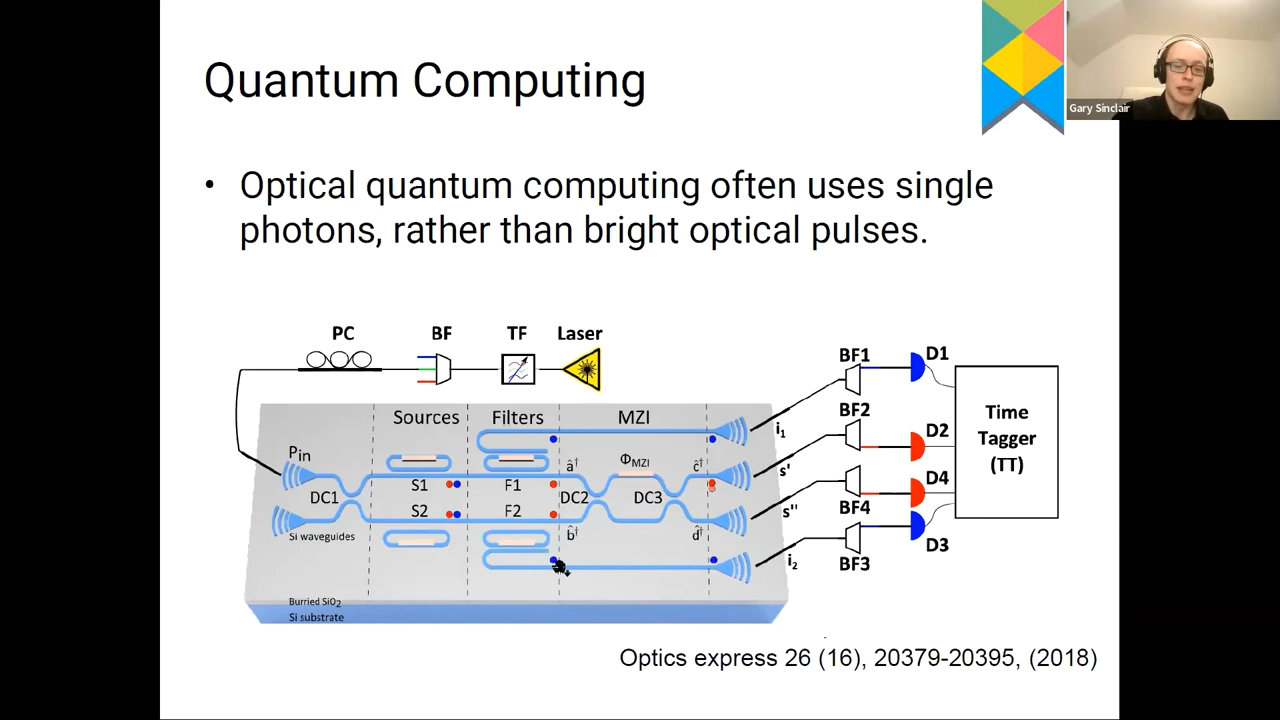 Quantum Computing
Gary Sinclair
• Optical quantum computing often uses single
photons, rather than bright optical pulses.
PC BF TF Laser
Sources Filters MZI
Pin
DC1
S1
S2
F1
F2
â†
b̂†
DC2
ΦMZI
DC3
ĉ†
d̂†
Si waveguides
Burried SiO2
Si substrate
i1
s'
s"
i2
BF1
BF2
BF4
BF3
D1
D2
D4
D3
Time
Tagger
(TT)
Optics express 26 (16), 20379-20395, (2018)